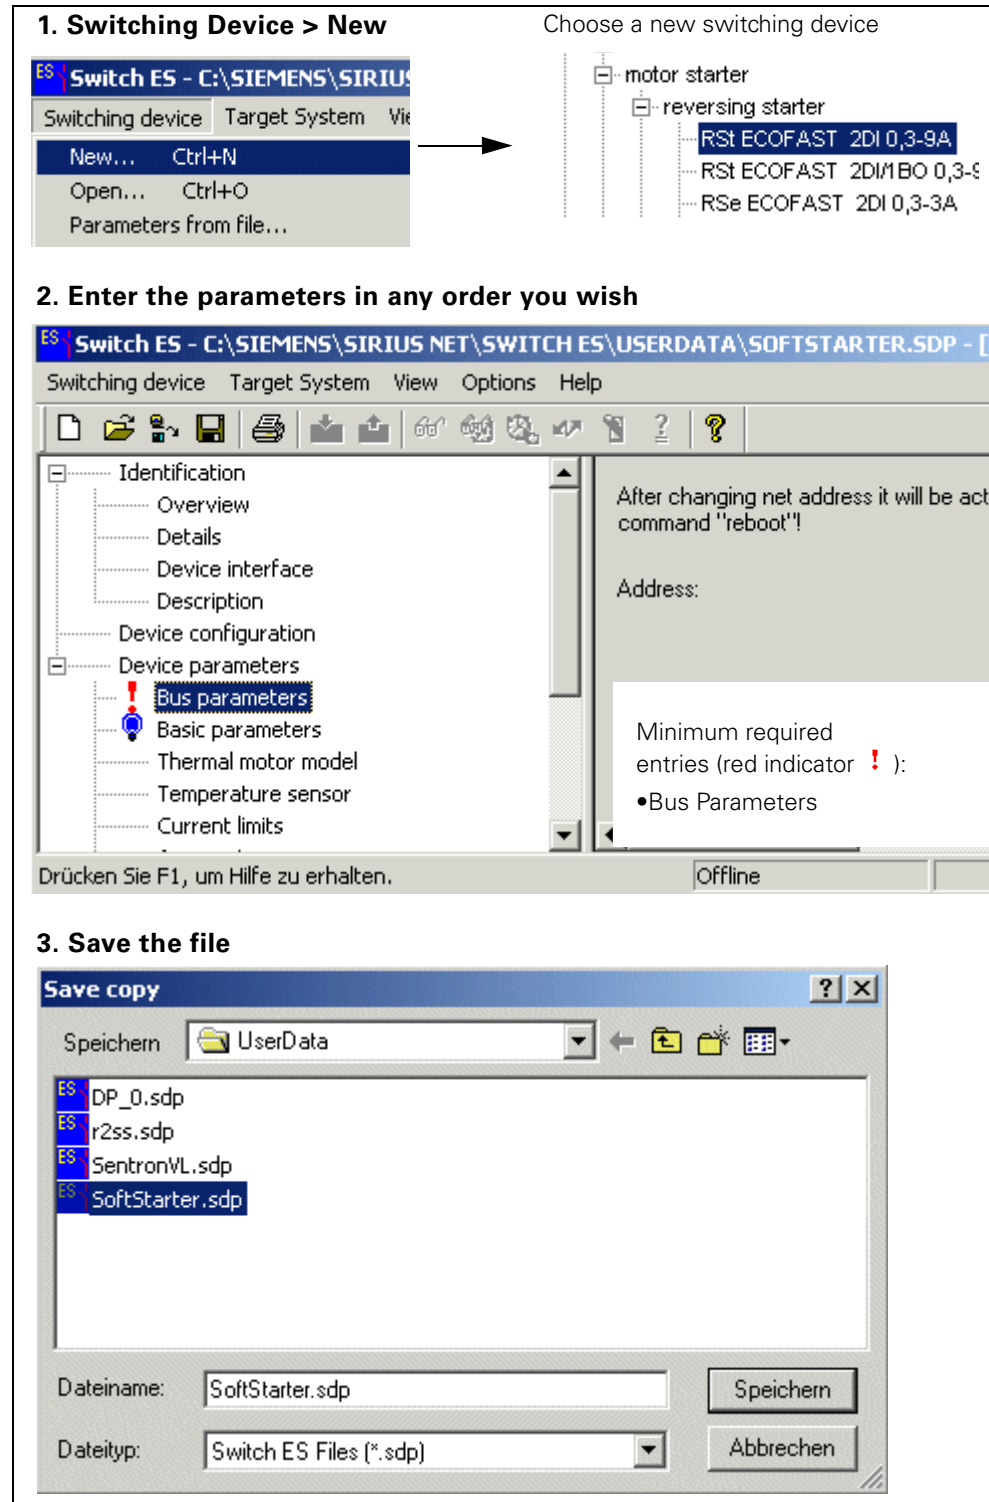 1. Switching Device > New
Choose a new switching device
ES Switch ES - C:\SIEMENS\SIRIUS
Switching device Target System
New... Ctrl+N
Open... Ctrl+O
Parameters from file...
motor starter
reversing starter
RSt ECOFAST 2DI 0,3-9A
RSt ECOFAST 2DI/1BO 0,3-9
RSe ECOFAST 2DI 0,3-3A
2. Enter the parameters in any order you wish
ES Switch ES - C:\SIEMENS\SIRIUS NET\SWITCH ES\USERDATA\SOFTSTARTER.SDP - [
Switching device Target System View Options Help
Identification
Overview
Details
Device interface
Description
Device configuration
Device parameters
Bus parameters
Basic parameters
Thermal motor model
Temperature sensor
Current limits
After changing net address it will be act
command "reboot"!
Address:
Minimum required
entries (red indicator ! ):
•Bus Parameters
Drücken Sie F1, um Hilfe zu erhalten.
Offline
3. Save the file
Save copy
Speichern UserData
ES DP_0.sdp
ES r2ss.sdp
ES SentronVL.sdp
ES SoftStarter.sdp
Dateiname: SoftStarter.sdp Speichern
Dateityp: Switch ES Files (*.sdp) Abbrechen